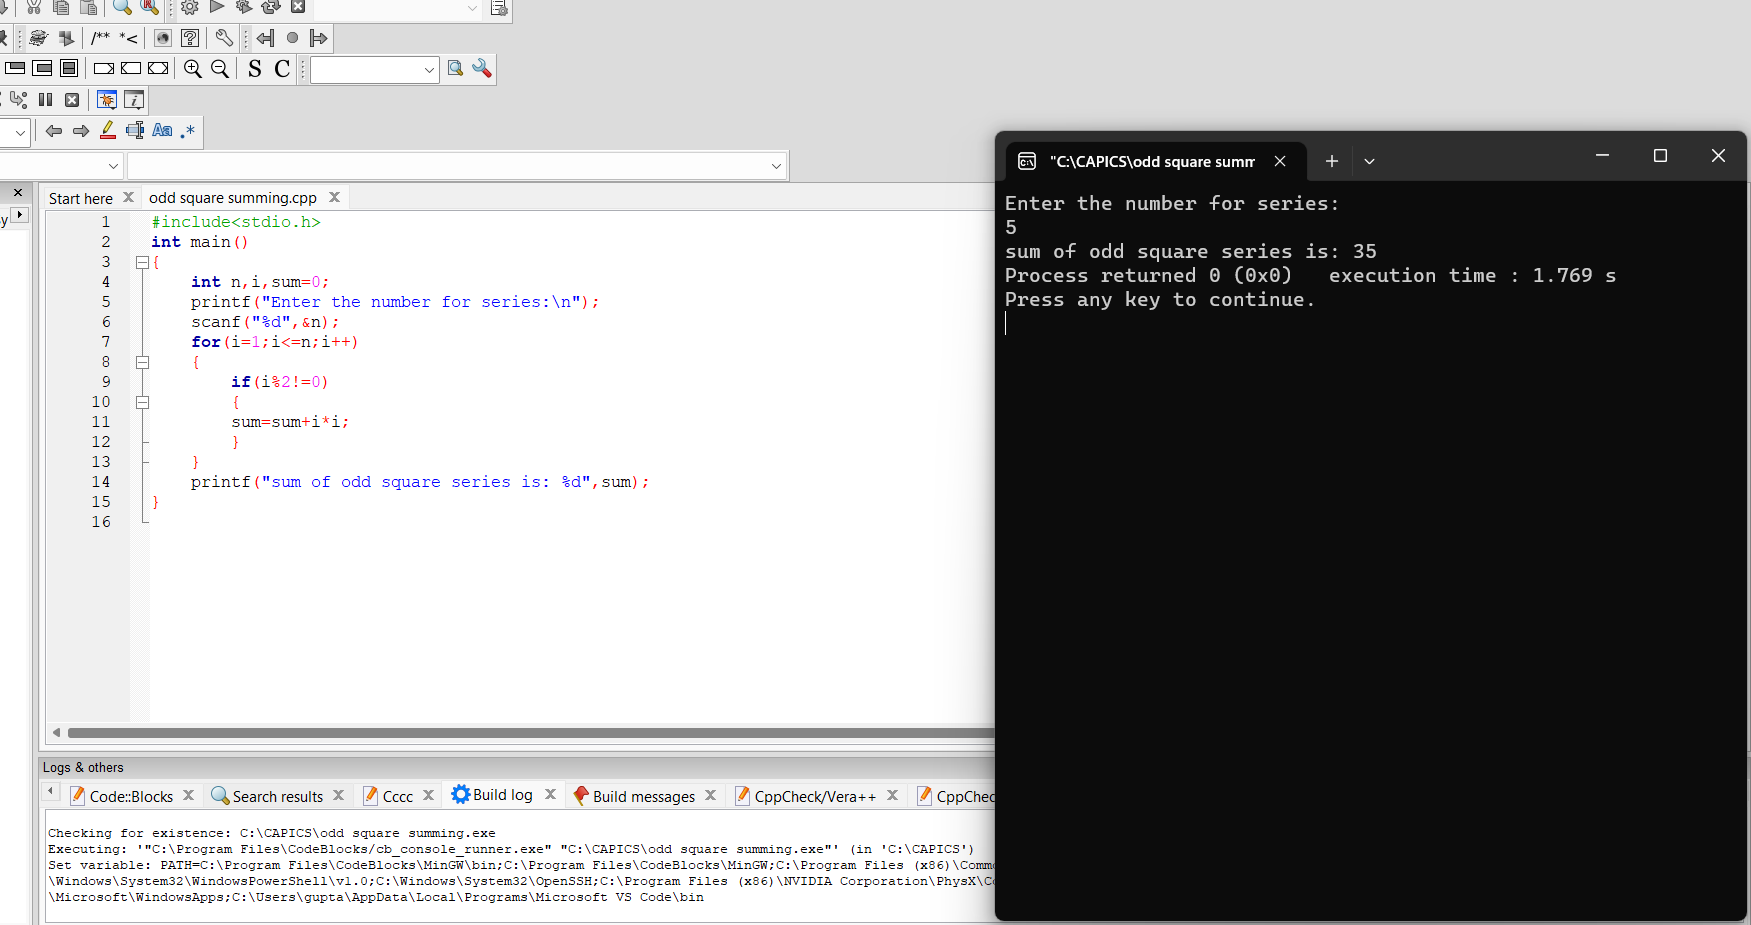 /** *<
S C
Aa .*
"C:\CAPICS\odd square summ
Start here
odd square summing.cpp
1 #include<stdio.h>
2 int main()
3 {
4 int n,i,sum=0;
5 printf("Enter the number for series:\n");
6 scanf("%d",&n);
7 for(i=1;i<=n;i++)
8 {
9 if(i%2!=0)
10 {
11 sum=sum+i*i;
12 }
13 }
14 printf("sum of odd square series is: %d",sum);
15 }
16
Enter the number for series:
5
sum of odd square series is: 35
Process returned 0 (0x0)   execution time : 1.769 s
Press any key to continue.
Logs & others
Code::Blocks
Search results
Cccc
Build log
Build messages
CppCheck/Vera++
CppChec
Checking for existence: C:\CAPICS\odd square summing.exe
Executing: '"C:\Program Files\CodeBlocks/cb_console_runner.exe" "C:\CAPICS\odd square summing.exe"' (in 'C:\CAPICS')
Set variable: PATH=C:\Program Files\CodeBlocks\MinGW\bin;C:\Program Files\CodeBlocks\MinGW;C:\Program Files (x86)\Commo
\Windows\System32\WindowsPowerShell\v1.0;C:\Windows\System32\OpenSSH;C:\Program Files (x86)\NVIDIA Corporation\PhysX\Co
\Microsoft\WindowsApps;C:\Users\gupta\AppData\Local\Programs\Microsoft VS Code\bin